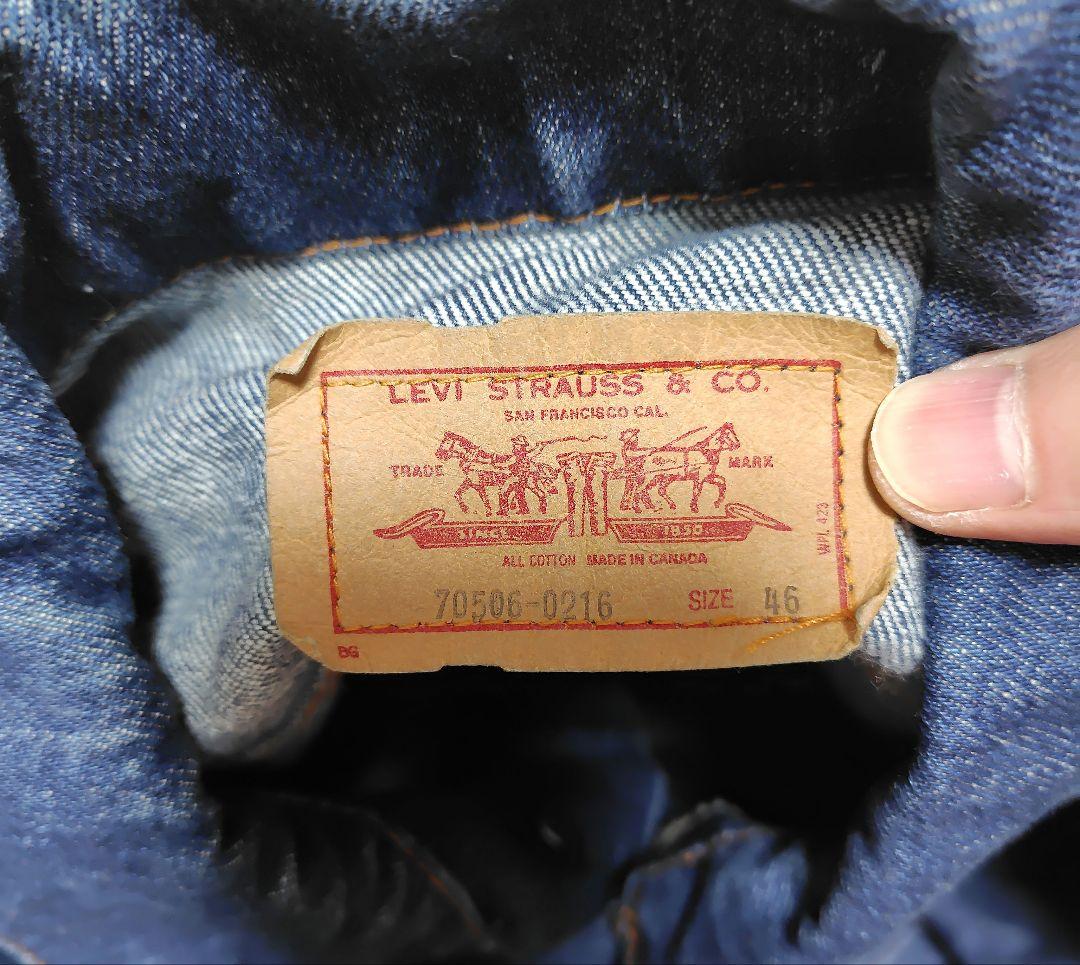 LEVI STRAUSS & CO.
SAN FRANCISCO CAL.
TRADE MARK
SINCE 1850
WPL 423
ALL COTTON MADE IN CANADA
70506-0216 SIZE 46
BG